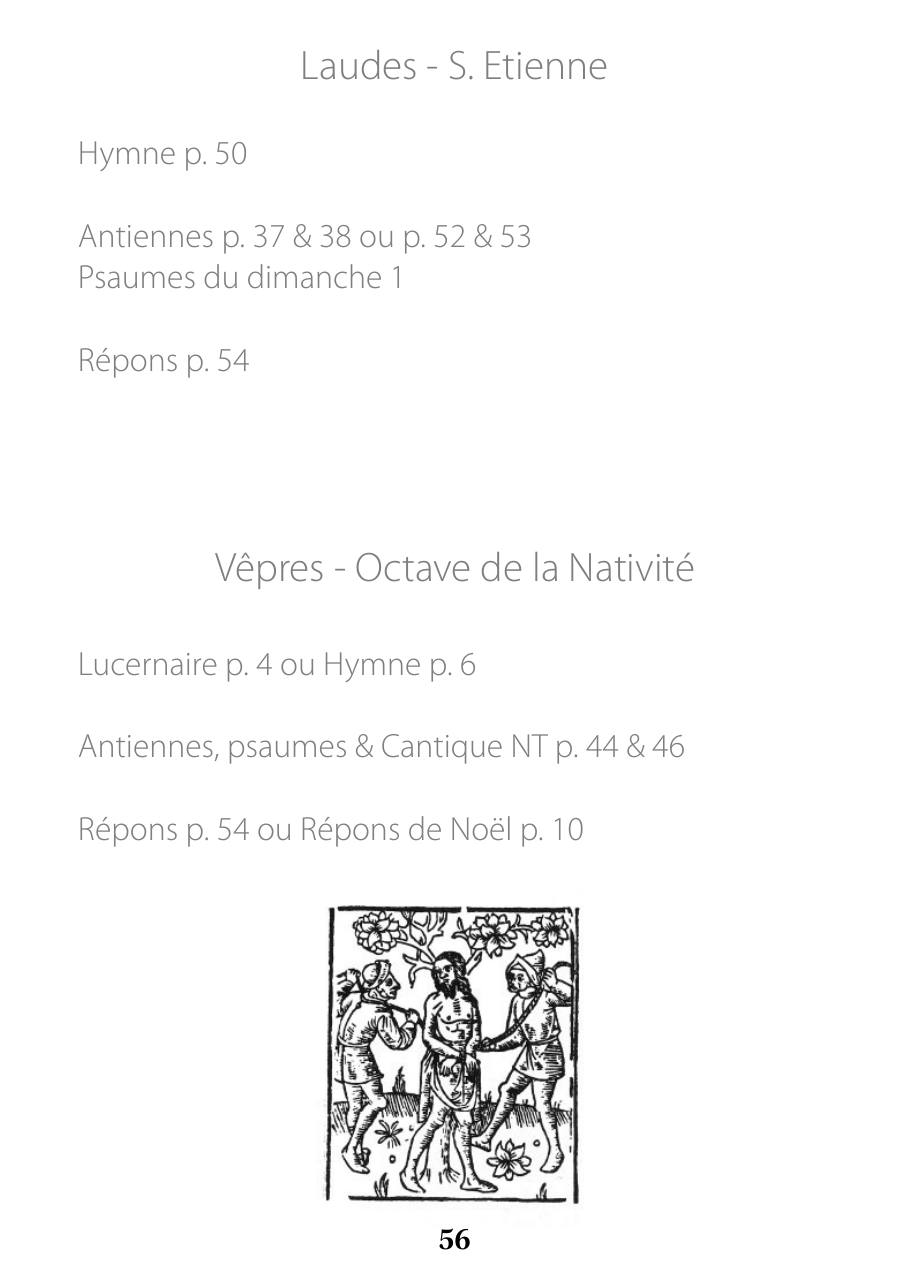 Laudes - S. Etienne
Hymne p. 50
Antiennes p. 37 & 38 ou p. 52 & 53
Psaumes du dimanche 1
Répons p. 54
Vêpres - Octave de la Nativité
Lucernaire p. 4 ou Hymne p. 6
Antiennes, psaumes & Cantique NT p. 44 & 46
Répons p. 54 ou Répons de Noël p. 10
56